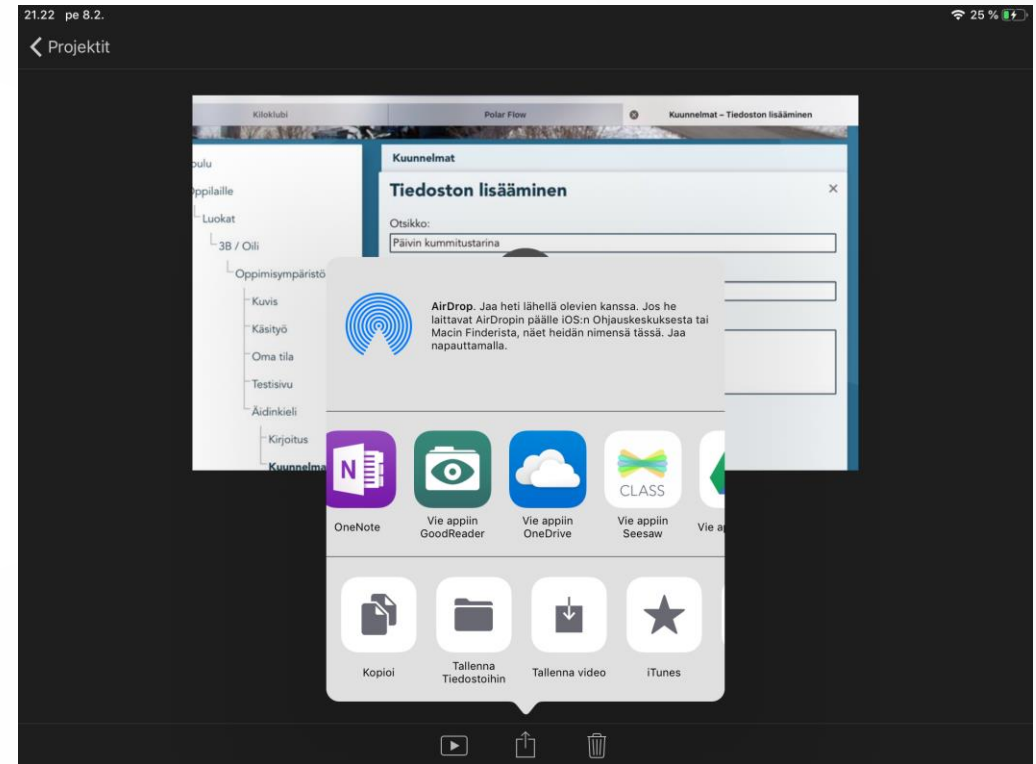 21.22 pe 8.2.
25 %
Projektit
Kiloklubi
Polar Flow
Kuunnelmat – Tiedoston lisääminen
oulu
Oppilaille
Luokat
3B / Oili
Oppimisympäristö
Kuvis
Käsityö
Oma tila
Testisivu
Äidinkieli
Kirjoitus
Kuunnelma
Kuunnelmat
Tiedoston lisääminen
Otsikko:
Päivin kummitustarina
AirDrop. Jaa heti lähellä olevien kanssa. Jos he
laittavat AirDropin päälle iOS:n Ohjauskeskuksesta tai
Macin Finderista, näet heidän nimensä tässä. Jaa
napauttamalla.
N
CLASS
OneNote
Vie appiin
GoodReader
Vie appiin
OneDrive
Vie appiin
Seesaw
Vie a
Kopioi
Tallenna
Tiedostoihin
Tallenna video
iTunes